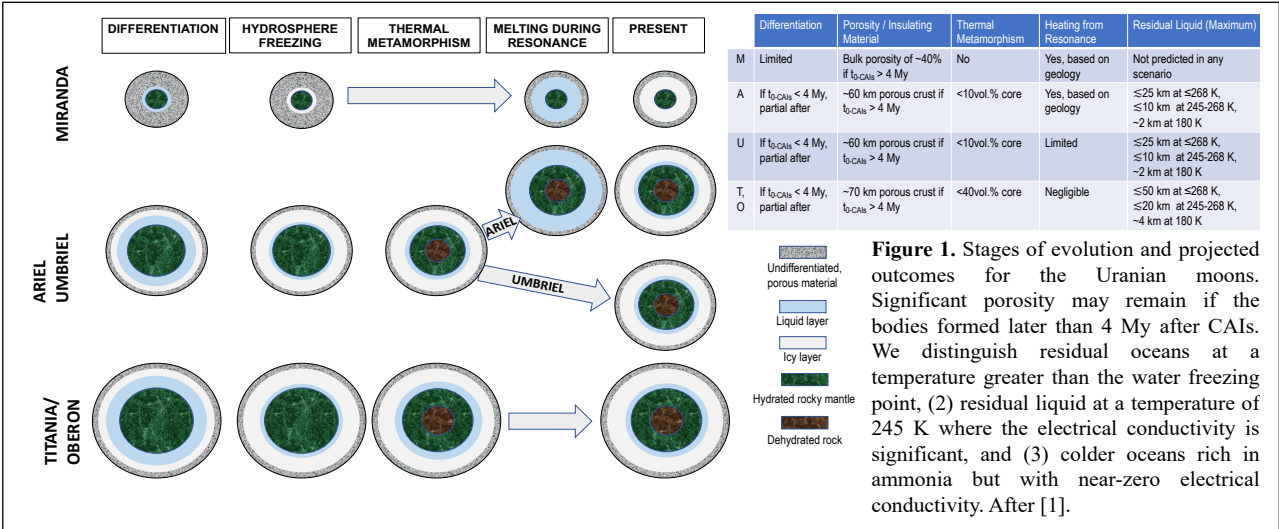 DIFFERENTIATION
HYDROSPHERE
FREEZING
THERMAL
METAMORPHISM
MELTING DURING
RESONANCE
PRESENT
MIRANDA
ARIEL
UMBRIEL
ARIEL
UMBRIEL
TITANIA/
OBERON
Differentiation
Porosity / Insulating
Material
Thermal
Metamorphism
Heating from
Resonance
Residual Liquid (Maximum)
M
Limited
Bulk porosity of ~40%
if t0-CAIs > 4 My
No
Yes, based on
geology
Not predicted in any
scenario
A
If t0-CAIs < 4 My,
partial after
~60 km porous crust if
t0-CAIs > 4 My
<10vol.% core
Yes, based on
geology
≲25 km at ≤268 K,
≲10 km at 245-268 K,
~2 km at 180 K
U
If t0-CAIs < 4 My,
partial after
~60 km porous crust if
t0-CAIs > 4 My
<10vol.% core
Limited
≲25 km at ≤268 K,
≲10 km at 245-268 K,
~2 km at 180 K
T,
O
If t0-CAIs < 4 My,
partial after
~70 km porous crust if
t0-CAIs > 4 My
<40vol.% core
Negligible
≲50 km at ≤268 K,
≲20 km at 245-268 K,
~4 km at 180 K
Undifferentiated,
porous material
Liquid layer
Icy layer
Hydrated rocky mantle
Dehydrated rock
Figure 1. Stages of evolution and projected
outcomes for the Uranian moons.
Significant porosity may remain if the
bodies formed later than 4 My after CAIs.
We distinguish residual oceans at a
temperature greater than the water freezing
point, (2) residual liquid at a temperature of
245 K where the electrical conductivity is
significant, and (3) colder oceans rich in
ammonia but with near-zero electrical
conductivity. After [1].